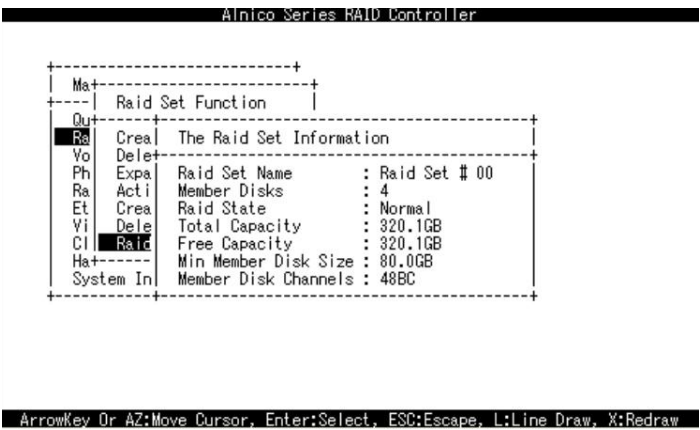 Alnico Series RAID Controller
Ma
Raid Set Function
Qu
Ra Crea The Raid Set Information
Vo Dele
Ph Expa Raid Set Name : Raid Set # 00
Ra Acti Member Disks : 4
Et Crea Raid State : Normal
Vi Dele Total Capacity : 320.1GB
Cl Raid Free Capacity : 320.1GB
Ha Min Member Disk Size : 80.0GB
System In Member Disk Channels : 48BC
ArrowKey Or AZ:Move Cursor, Enter:Select, ESC:Escape, L:Line Draw, X:Redraw